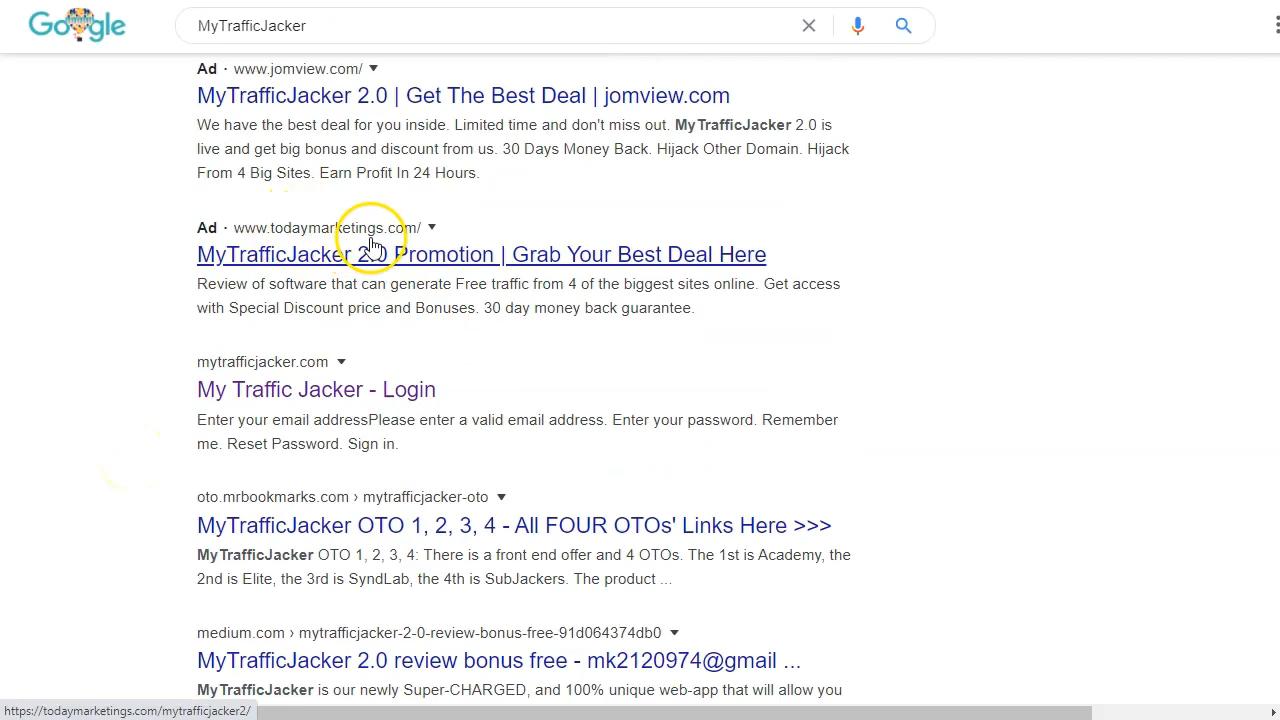 Google
MyTrafficJacker
Ad · www.jomview.com/
MyTrafficJacker 2.0 | Get The Best Deal | jomview.com
We have the best deal for you inside. Limited time and don't miss out. MyTrafficJacker 2.0 is
live and get big bonus and discount from us. 30 Days Money Back. Hijack Other Domain. Hijack
From 4 Big Sites. Earn Profit In 24 Hours.
Ad · www.todaymarketings.com/
MyTrafficJacker 2.0 Promotion | Grab Your Best Deal Here
Review of software that can generate Free traffic from 4 of the biggest sites online. Get access
with Special Discount price and Bonuses. 30 day money back guarantee.
mytrafficjacker.com
My Traffic Jacker - Login
Enter your email addressPlease enter a valid email address. Enter your password. Remember
me. Reset Password. Sign in.
oto.mrbookmarks.com › mytrafficjacker-oto
MyTrafficJacker OTO 1, 2, 3, 4 - All FOUR OTOs' Links Here >>>
MyTrafficJacker OTO 1, 2, 3, 4: There is a front end offer and 4 OTOs. The 1st is Academy, the
2nd is Elite, the 3rd is SyndLab, the 4th is SubJackers. The product ...
medium.com › mytrafficjacker-2-0-review-bonus-free-91d064374db0
MyTrafficJacker 2.0 review bonus free - mk2120974@gmail ...
MyTrafficJacker is our newly Super-CHARGED, and 100% unique web-app that will allow you
https://todaymarketings.com/mytrafficjacker2/